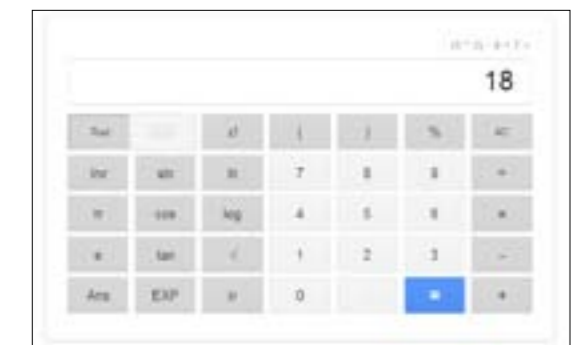 18
Rad x! ( ) % AC
Inv sin ln 7 8 9 ÷
π cos log 4 5 6 ×
e tan √ 1 2 3 -
Ans EXP 0 . = +